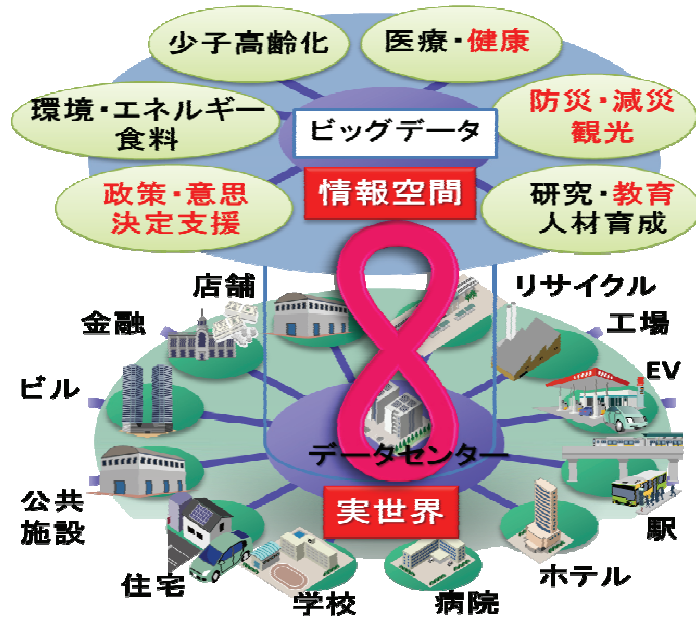 少子高齢化
医療・健康
環境・エネルギー
食料
ビッグデータ
防災・減災
観光
政策・意思
決定支援
情報空間
研究・教育
人材育成
店舗
リサイクル
金融
工場
ビル
EV
データセンター
公共
施設
実世界
駅
住宅
学校
病院
ホテル